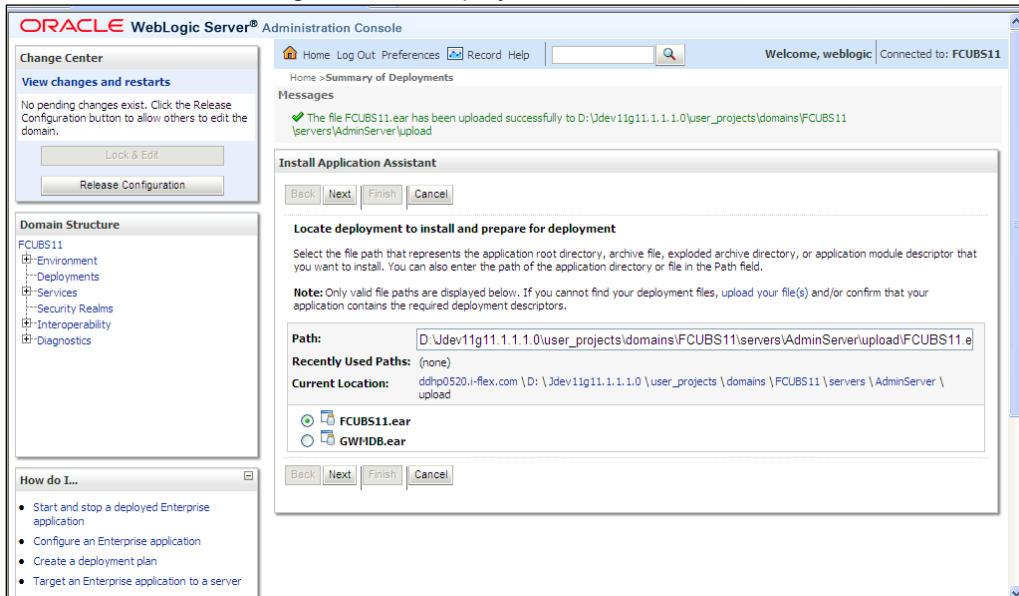 ORACLE WebLogic Server® Administration Console
Change Center
View changes and restarts
No pending changes exist. Click the Release
Configuration button to allow others to edit the
domain.
Lock & Edit
Release Configuration
Domain Structure
FCUBS11
Environment
Deployments
Services
Security Realms
Interoperability
Diagnostics
How do I...
Start and stop a deployed Enterprise
application
Configure an Enterprise application
Create a deployment plan
Target an Enterprise application to a server
Home Log Out Preferences Record Help
Welcome, weblogic Connected to: FCUBS11
Home >Summary of Deployments
Messages
The file FCUBS11.ear has been uploaded successfully to D:\Jdev11g11.1.1.1.0\user_projects\domains\FCUBS11
\servers\AdminServer\upload
Install Application Assistant
Back Next Finish Cancel
Locate deployment to install and prepare for deployment
Select the file path that represents the application root directory, archive file, exploded archive directory, or application module descriptor that
you want to install. You can also enter the path of the application directory or file in the Path field.
Note: Only valid file paths are displayed below. If you cannot find your deployment files, upload your file(s) and/or confirm that your
application contains the required deployment descriptors.
Path: D:\Jdev11g11.1.1.1.0\user_projects\domains\FCUBS11\servers\AdminServer\upload\FCUBS11.e
Recently Used Paths: (none)
Current Location: ddhp0520.i-flex.com \ D: \ Jdev11g11.1.1.1.0 \ user_projects \ domains \ FCUBS11 \ servers \ AdminServer \
upload
FCUBS11.ear
GWMDB.ear
Back Next Finish Cancel